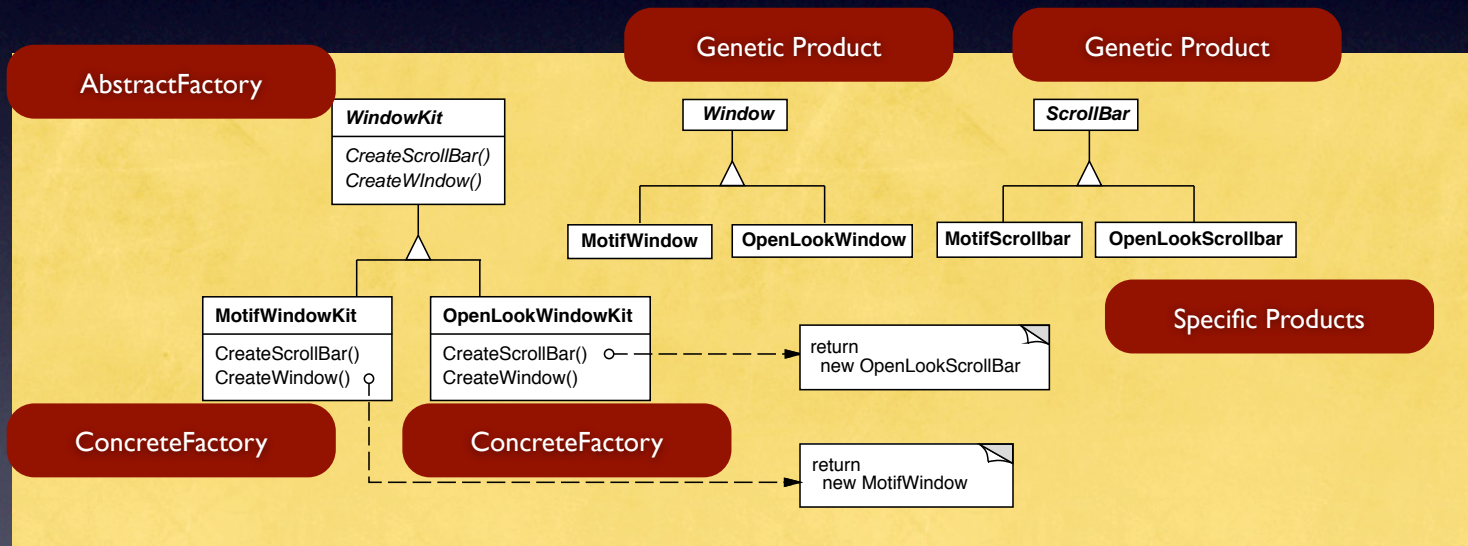 Genetic Product
Genetic Product
AbstractFactory
WindowKit
CreateScrollBar()
CreateWIndow()
Window
ScrollBar
MotifWindow
OpenLookWindow
MotifScrollbar
OpenLookScrollbar
MotifWindowKit
CreateScrollBar()
CreateWindow()
OpenLookWindowKit
CreateScrollBar()
CreateWindow()
Specific Products
return
new OpenLookScrollBar
ConcreteFactory
ConcreteFactory
return
new MotifWindow